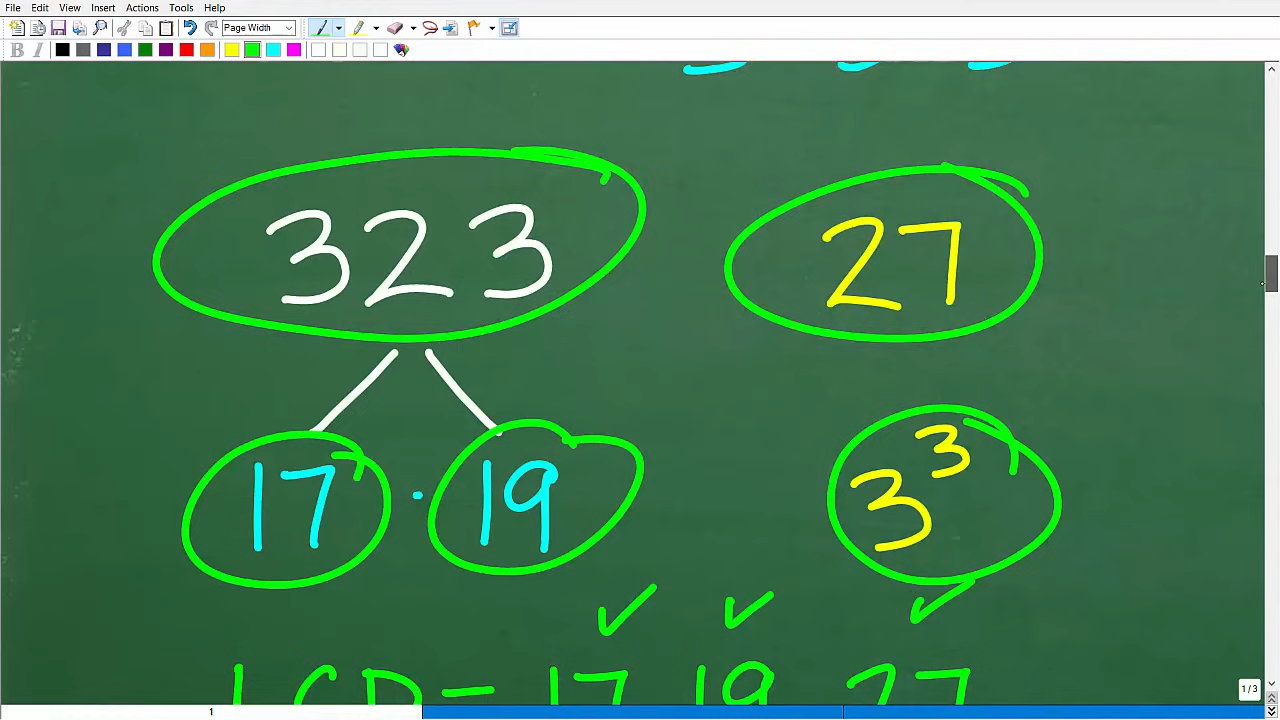 File Edit View Insert Actions Tools Help
Page Width
B I
323 27
17 · 19 3³
✓ ✓ ✓
LCD = 17 19 27
1/3
1